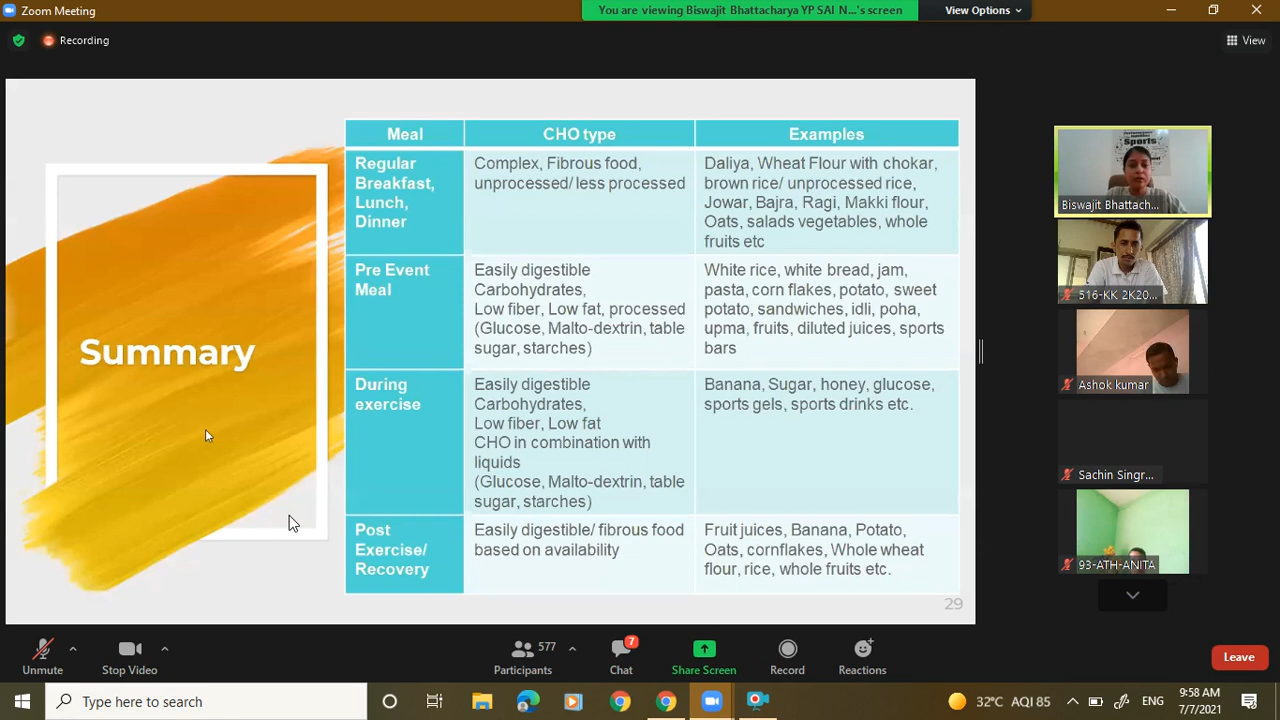 Zoom Meeting
You are viewing Biswajit Bhattacharya YP SAI N...'s screen
View Options
Recording
View
Summary
Meal
CHO type
Examples
Regular
Breakfast,
Lunch,
Dinner
Complex, Fibrous food,
unprocessed/ less processed
Daliya, Wheat Flour with chokar,
brown rice/ unprocessed rice,
Jowar, Bajra, Ragi, Makki flour,
Oats, salads vegetables, whole
fruits etc
Pre Event
Meal
Easily digestible
Carbohydrates,
Low fiber, Low fat, processed
(Glucose, Malto-dextrin, table
sugar, starches)
White rice, white bread, jam,
pasta, corn flakes, potato, sweet
potato, sandwiches, idli, poha,
upma, fruits, diluted juices, sports
bars
During
exercise
Easily digestible
Carbohydrates,
Low fiber, Low fat
CHO in combination with
liquids
(Glucose, Malto-dextrin, table
sugar, starches)
Banana, Sugar, honey, glucose,
sports gels, sports drinks etc.
Post
Exercise/
Recovery
Easily digestible/ fibrous food
based on availability
Fruit juices, Banana, Potato,
Oats, cornflakes, Whole wheat
flour, rice, whole fruits etc.
29
Sports
Biswajit Bhattach...
516-KK 2K20...
Ashok kumar
Sachin Singr...
93-ATH-ANITA
Unmute
Stop Video
577
Participants
7
Chat
Share Screen
Record
Reactions
Leave
Type here to search
32°C AQI 85
ENG
9:58 AM
7/7/2021